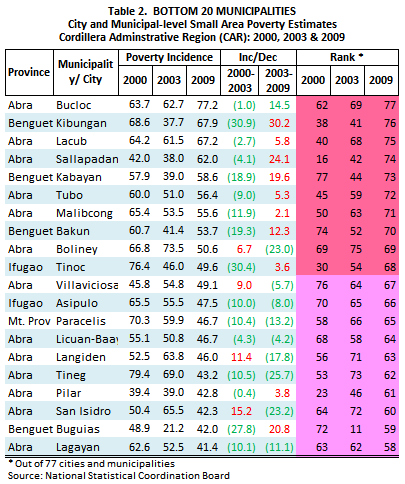 Table 2.  BOTTOM 20 MUNICIPALITIES
City and Municipal-level Small Area Poverty Estimates
Cordillera Adminstrative Region (CAR): 2000, 2003 & 2009
Province Municipalit y/ City Poverty Incidence Inc/Dec Rank *
2000 2003 2009 2000-2003 2003-2009 2000 2003 2009
Abra Bucloc 63.7 62.7 77.2 (1.0) 14.5 62 69 77
Benguet Kibungan 68.6 37.7 67.9 (30.9) 30.2 38 41 76
Abra Lacub 64.2 61.5 67.2 (2.7) 5.8 40 68 75
Abra Sallapadan 42.0 38.0 62.0 (4.1) 24.1 16 42 74
Benguet Kabayan 57.9 39.0 58.6 (18.9) 19.6 77 44 73
Abra Tubo 60.0 51.0 56.4 (9.0) 5.3 45 59 72
Abra Malibcong 65.4 53.5 55.6 (11.9) 2.1 50 63 71
Benguet Bakun 60.7 41.4 53.7 (19.3) 12.3 74 52 70
Abra Boliney 66.8 73.5 50.6 6.7 (23.0) 69 75 69
Ifugao Tinoc 76.4 46.0 49.6 (30.4) 3.6 30 54 68
Abra Villaviciosa 45.8 54.8 49.1 9.0 (5.7) 76 64 67
Ifugao Asipulo 65.5 55.5 47.5 (10.0) (8.0) 70 65 66
Mt. Prov Paracelis 70.3 59.9 46.7 (10.4) (13.2) 58 66 65
Abra Licuan-Baay 55.1 50.8 46.7 (4.3) (4.2) 68 58 64
Abra Langiden 52.5 63.8 46.0 11.4 (17.8) 56 71 63
Abra Tineg 79.4 69.0 43.2 (10.5) (25.7) 53 73 62
Abra Pilar 39.4 39.0 42.8 (0.4) 3.8 23 46 61
Abra San Isidro 50.4 65.5 42.3 15.2 (23.2) 64 72 60
Benguet Buguias 48.9 21.2 42.0 (27.8) 20.8 72 11 59
Abra Lagayan 62.6 52.5 41.4 (10.1) (11.1) 63 62 58
* Out of 77 cities and municipalities
Source: National Statistical Coordination Board